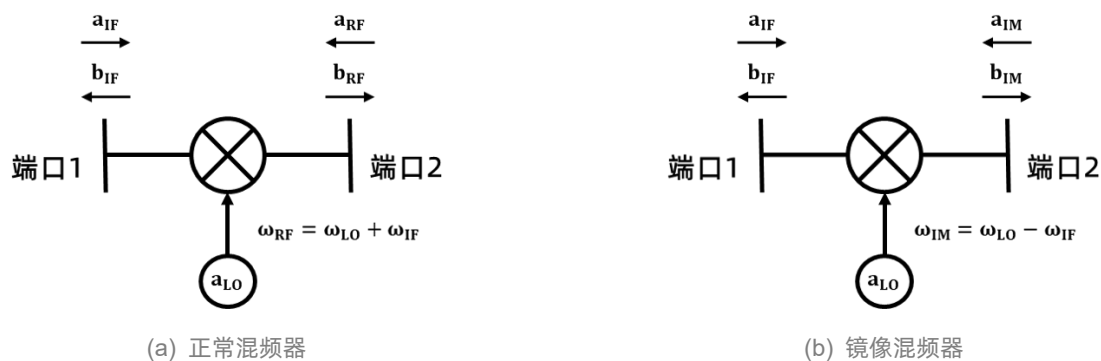 a_IF a_RF
b_IF b_RF
端口1 端口2
ω_RF = ω_LO + ω_IF
a_LO
(a) 正常混频器
a_IF a_IM
b_IF b_IM
端口1 端口2
ω_IM = ω_LO − ω_IF
a_LO
(b) 镜像混频器